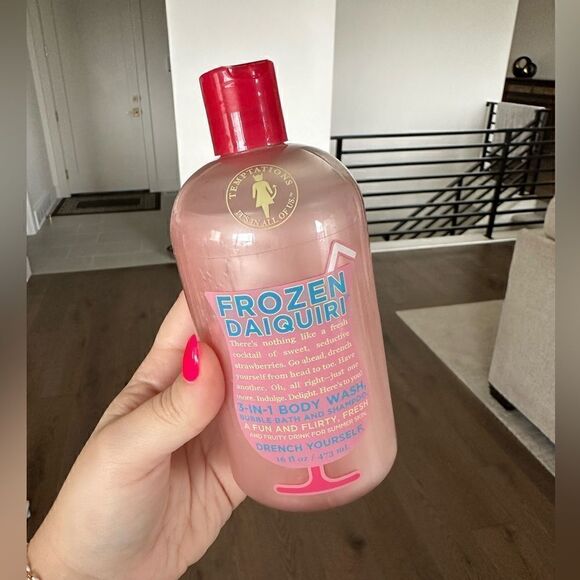 TEMPTATIONS
IT'S IN ALL OF US™
FROZEN
DAIQUIRI
There's nothing like a fresh
cocktail of sweet, seductive
strawberries. Go ahead, drench
yourself from head to toe. Have
another. Oh, all right—just one
more. Indulge. Delight. Here's to you!
3-IN-1 BODY WASH,
BUBBLE BATH AND SHAMPOO
A FUN AND FLIRTY, FRESH
AND FRUITY DRINK FOR SUMMER SKIN.
DRENCH YOURSELF.
16 fl oz / 473 mL